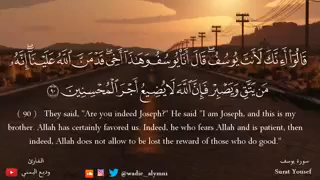 قَالُوٓا۟ أَءِنَّكَ لَأَنتَ يُوسُفُ ۖ قَالَ أَنَا۠ يُوسُفُ وَهَٰذَآ أَخِى ۖ قَدْ مَنَّ ٱللَّهُ عَلَيْنَآ ۖ إِنَّهُۥ
مَن يَتَّقِ وَيَصْبِرْ فَإِنَّ ٱللَّهَ لَا يُضِيعُ أَجْرَ ٱلْمُحْسِنِينَ ٩٠
( 90 ) They said, "Are you indeed Joseph?" He said "I am Joseph, and this is my
brother. Allah has certainly favored us. Indeed, he who fears Allah and is patient, then
indeed, Allah does not allow to be lost the reward of those who do good."
القارئ
وديع اليمني
@wadie_alymni
سورة يوسف
Surat Yousef